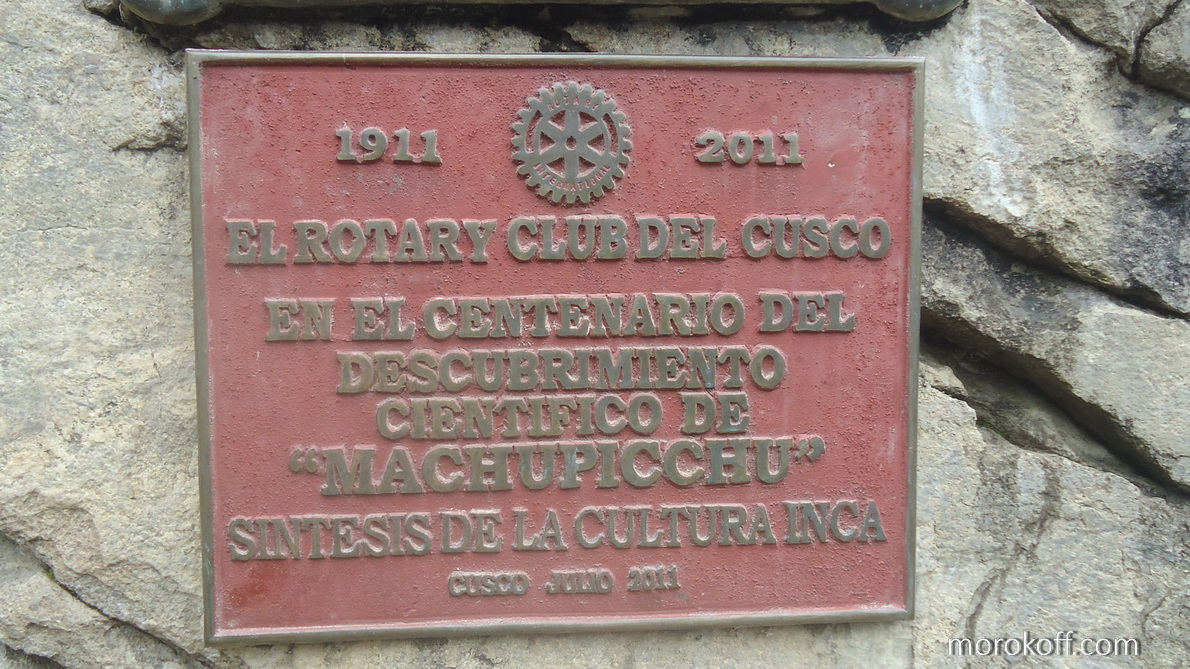 1911 2011
INTERNATIONAL
EL ROTARY CLUB DEL CUSCO
EN EL CENTENARIO DEL
DESCUBRIMIENTO
CIENTIFICO DE
“MACHUPICCHU”
SINTESIS DE LA CULTURA INCA
CUSCO JULIO 2011
morokoff.com